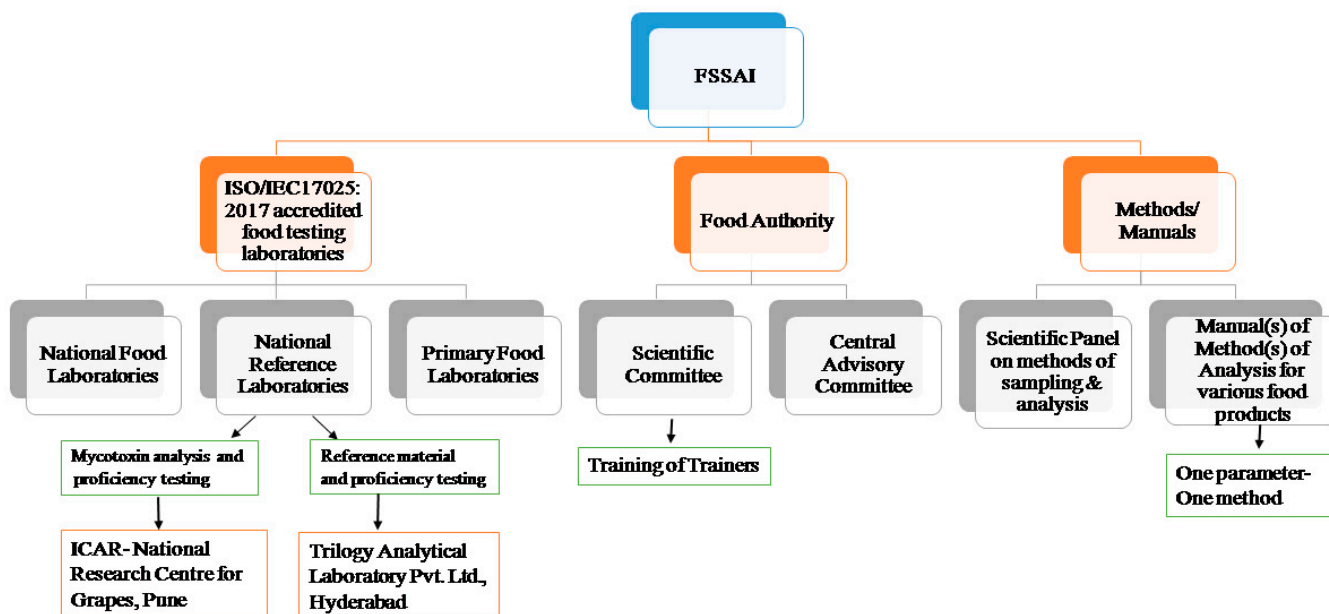 FSSAI
ISO/IEC17025:
2017 accredited
food testing
laboratories
Food Authority
Methods/
Manuals
National Food
Laboratories
National
Reference
Laboratories
Primary Food
Laboratories
Scientific
Committee
Central
Advisory
Committee
Scientific Panel
on methods of
sampling & analysis
Manual(s) of
Method(s) of
Analysis for
various food
products
Mycotoxin analysis and
proficiency testing
Reference material
and proficiency testing
Training of Trainers
One parameter-
One method
ICAR- National
Research Centre for
Grapes, Pune
Trilogy Analytical
Laboratory Pvt. Ltd.,
Hyderabad